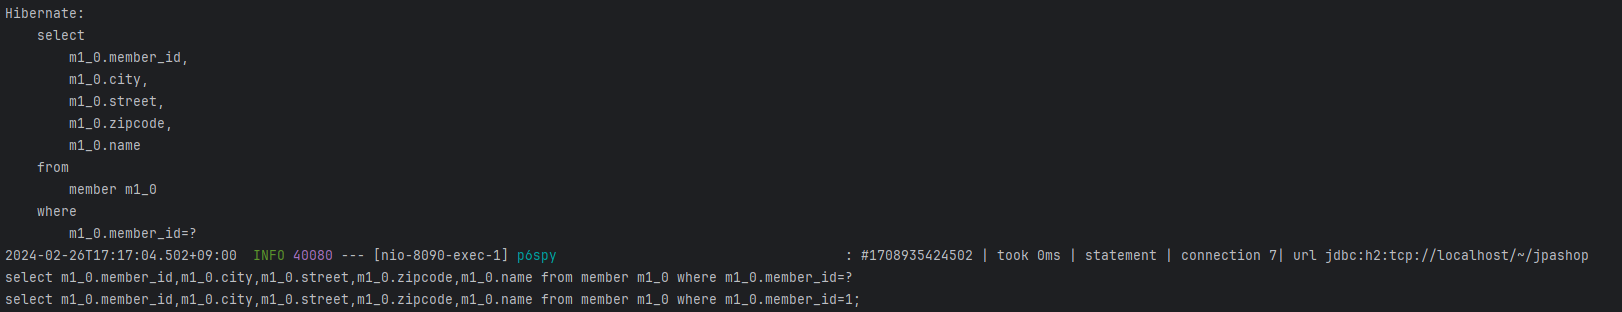 Hibernate:
    select
        m1_0.member_id,
        m1_0.city,
        m1_0.street,
        m1_0.zipcode,
        m1_0.name
    from
        member m1_0
    where
        m1_0.member_id=?
2024-02-26T17:17:04.502+09:00  INFO 40080 --- [nio-8090-exec-1] p6spy                                    : #1708935424502 | took 0ms | statement | connection 7| url jdbc:h2:tcp://localhost/~/jpashop
select m1_0.member_id,m1_0.city,m1_0.street,m1_0.zipcode,m1_0.name from member m1_0 where m1_0.member_id=?
select m1_0.member_id,m1_0.city,m1_0.street,m1_0.zipcode,m1_0.name from member m1_0 where m1_0.member_id=1;